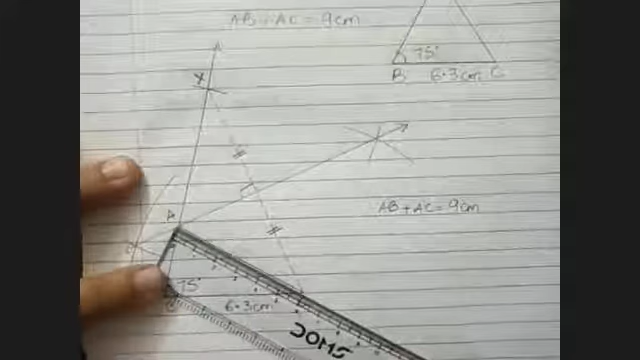 AB+AC = 9cm
75°
B 6.3cm C
X
AB+AC = 9cm
A
75°
6.3cm
DOMS